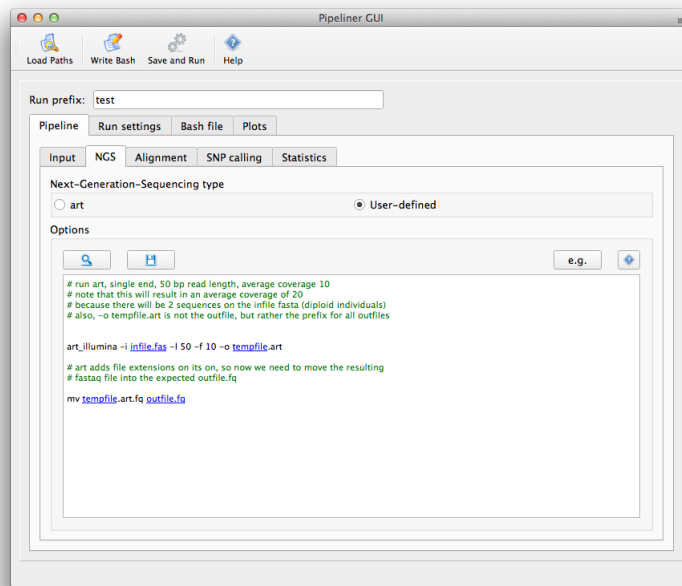 Pipeliner GUI
Load Paths Write Bash Save and Run Help
Run prefix: test
Pipeline Run settings Bash file Plots
Input NGS Alignment SNP calling Statistics
Next-Generation-Sequencing type
art User-defined
Options
e.g.
# run art, single end, 50 bp read length, average coverage 10
# note that this will result in an average coverage of 20
# because there will be 2 sequences on the infile fasta (diploid individuals)
# also, -o tempfile.art is not the outfile, but rather the prefix for all outfiles
art_illumina -i infile.fas -l 50 -f 10 -o tempfile.art
# art adds file extensions on its on, so now we need to move the resulting
# fastaq file into the expected outfile.fq
mv tempfile.art.fq outfile.fq